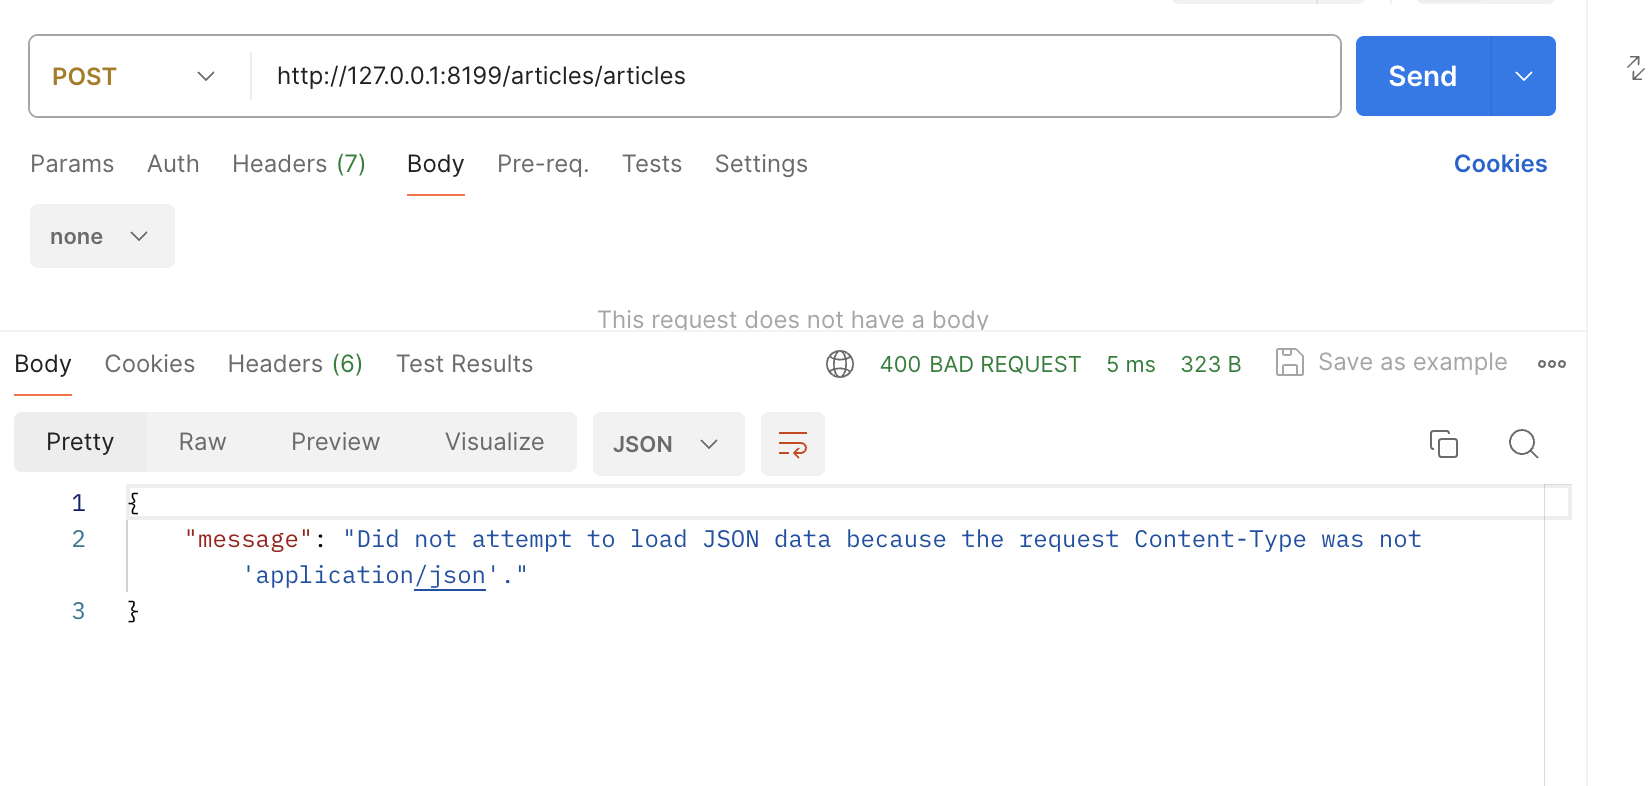 POST http://127.0.0.1:8199/articles/articles Send
Params Auth Headers (7) Body Pre-req. Tests Settings Cookies
none
This request does not have a body
Body Cookies Headers (6) Test Results 400 BAD REQUEST 5 ms 323 B Save as example
Pretty Raw Preview Visualize JSON
1 {
2 "message": "Did not attempt to load JSON data because the request Content-Type was not
'application/json'."
3 }